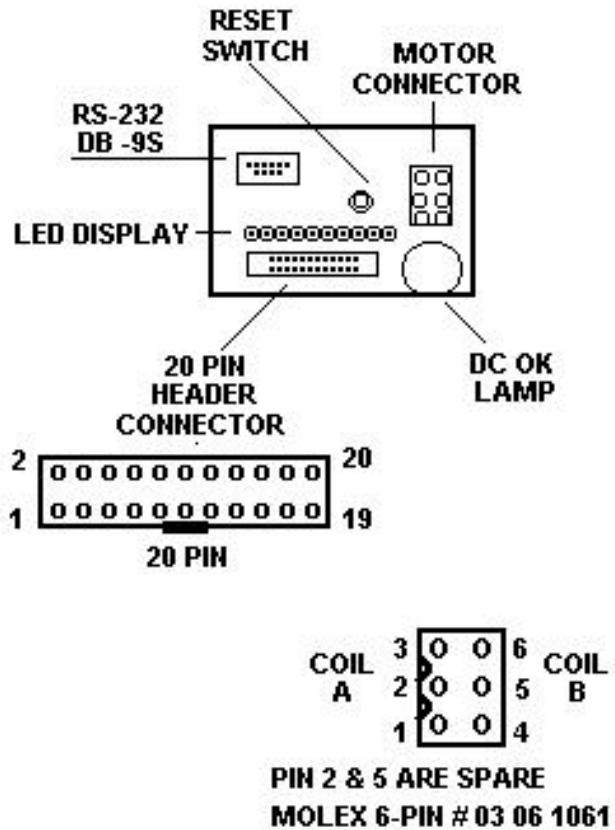 RESET
SWITCH
MOTOR
CONNECTOR
RS-232
DB -9S
LED DISPLAY
20 PIN
HEADER
CONNECTOR
DC OK
LAMP
2
20
1
19
20 PIN
COIL
A
3
6
2
5
1
4
COIL
B
PIN 2 & 5 ARE SPARE
MOLEX 6-PIN # 03 06 1061